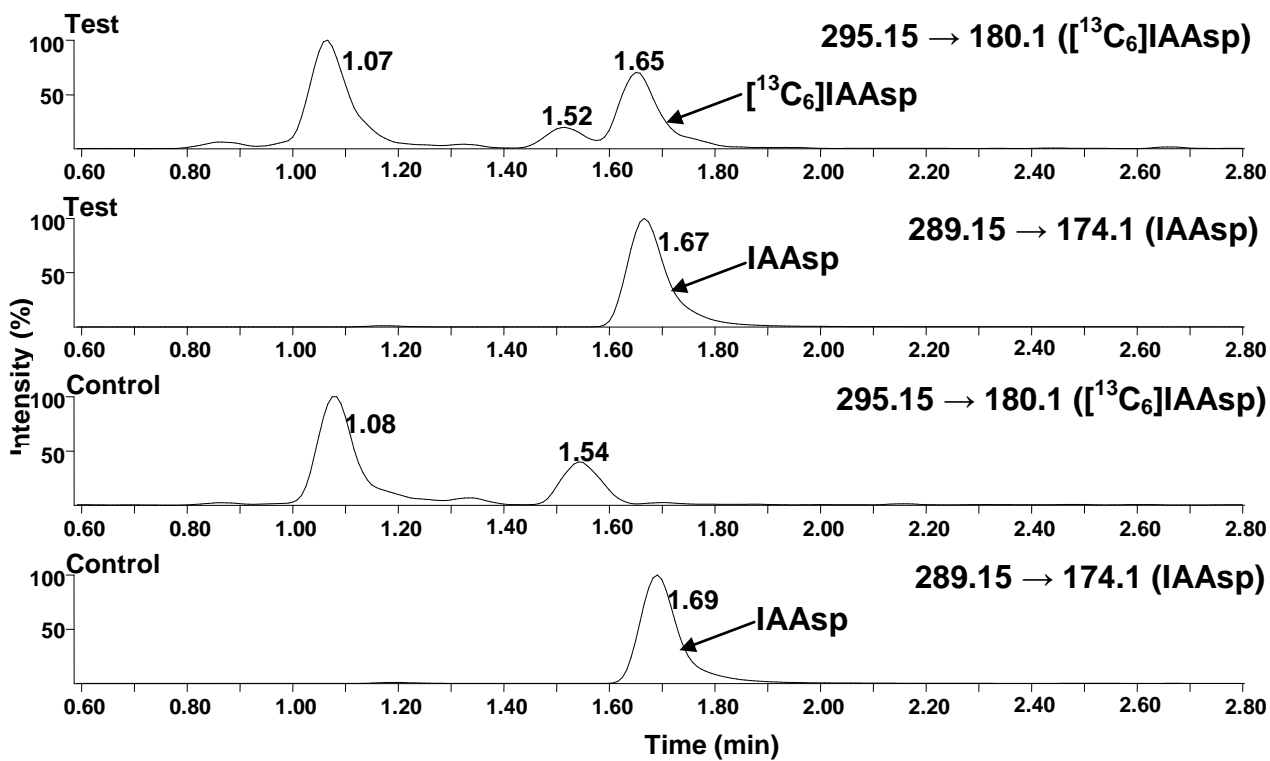 Test
295.15 → 180.1 ([¹³C₆]IAAsp)
100
50
1.07
1.52
1.65
[¹³C₆]IAAsp
0.60 0.80 1.00 1.20 1.40 1.60 1.80 2.00 2.20 2.40 2.60 2.80
Test
289.15 → 174.1 (IAAsp)
100
50
1.67
IAAsp
0.60 0.80 1.00 1.20 1.40 1.60 1.80 2.00 2.20 2.40 2.60 2.80
Intensity (%)
Control
295.15 → 180.1 ([¹³C₆]IAAsp)
100
50
1.08
1.54
0.60 0.80 1.00 1.20 1.40 1.60 1.80 2.00 2.20 2.40 2.60 2.80
Control
289.15 → 174.1 (IAAsp)
100
50
1.69
IAAsp
0.60 0.80 1.00 1.20 1.40 1.60 1.80 2.00 2.20 2.40 2.60 2.80
Time (min)